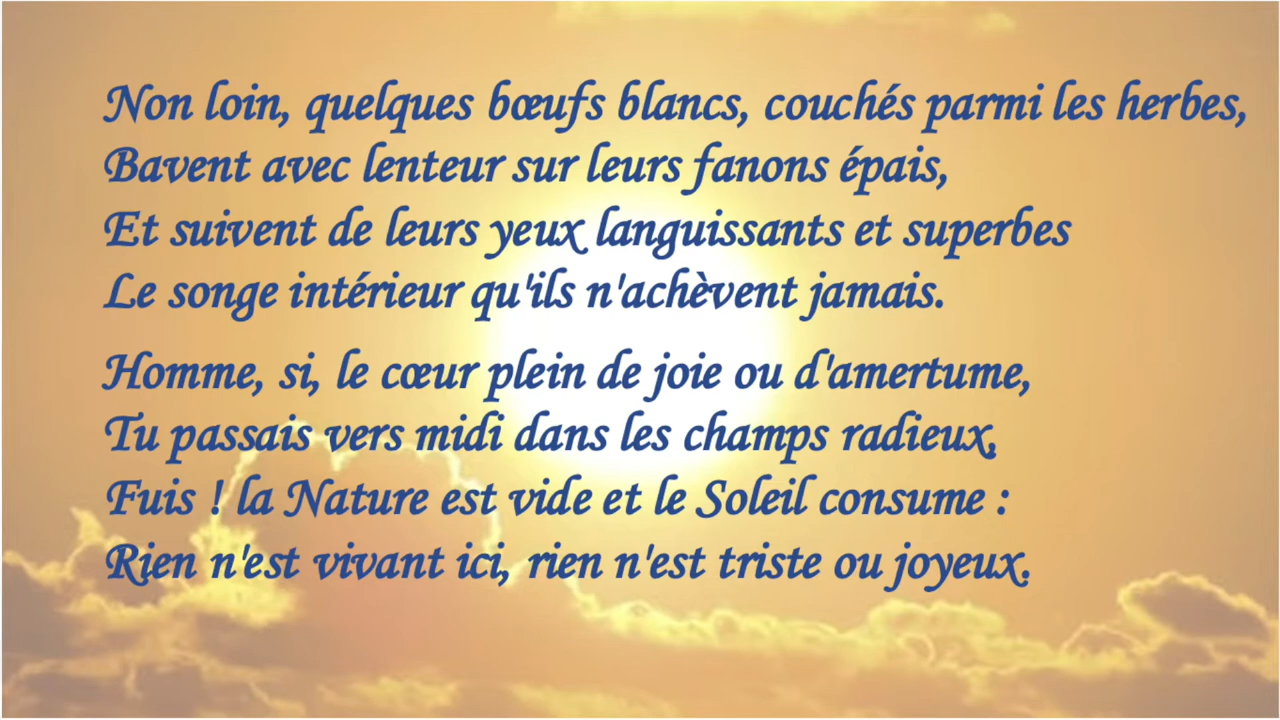 Non loin, quelques bœufs blancs, couchés parmi les herbes,
Bavent avec lenteur sur leurs fanons épais,
Et suivent de leurs yeux languissants et superbes
Le songe intérieur qu'ils n'achèvent jamais.
Homme, si, le cœur plein de joie ou d'amertume,
Tu passais vers midi dans les champs radieux,
Fuis ! la Nature est vide et le Soleil consume :
Rien n'est vivant ici, rien n'est triste ou joyeux.